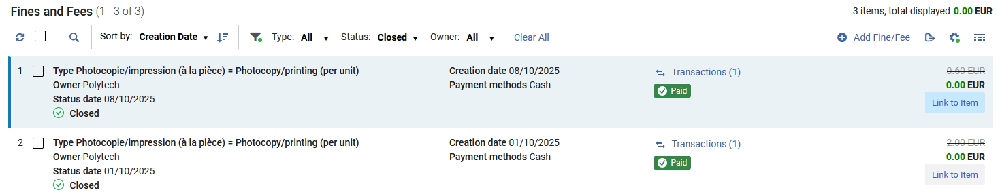 Fines and Fees (1 - 3 of 3)
3 items, total displayed 0.00 EUR
Sort by: Creation Date
Type: All
Status: Closed
Owner: All
Clear All
Add Fine/Fee
1
Type Photocopie/impression (à la pièce) = Photocopy/printing (per unit)
Owner Polytech
Status date 08/10/2025
Closed
Creation date 08/10/2025
Payment methods Cash
Transactions (1)
Paid
0.60 EUR
0.00 EUR
Link to Item
2
Type Photocopie/impression (à la pièce) = Photocopy/printing (per unit)
Owner Polytech
Status date 01/10/2025
Closed
Creation date 01/10/2025
Payment methods Cash
Transactions (1)
Paid
2.00 EUR
0.00 EUR
Link to Item